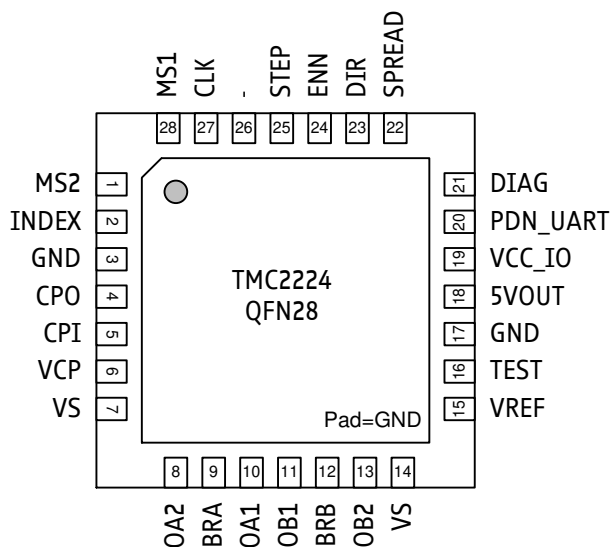 MS1 CLK - STEP ENN DIR SPREAD
28 27 26 25 24 23 22
MS2 1
INDEX 2
GND 3
CPO 4
CPI 5
VCP 6
VS 7
21 DIAG
20 PDN_UART
19 VCC_IO
18 5VOUT
17 GND
16 TEST
15 VREF
TMC2224
QFN28
Pad=GND
8 9 10 11 12 13 14
OA2 BRA OA1 OB1 BRB OB2 VS